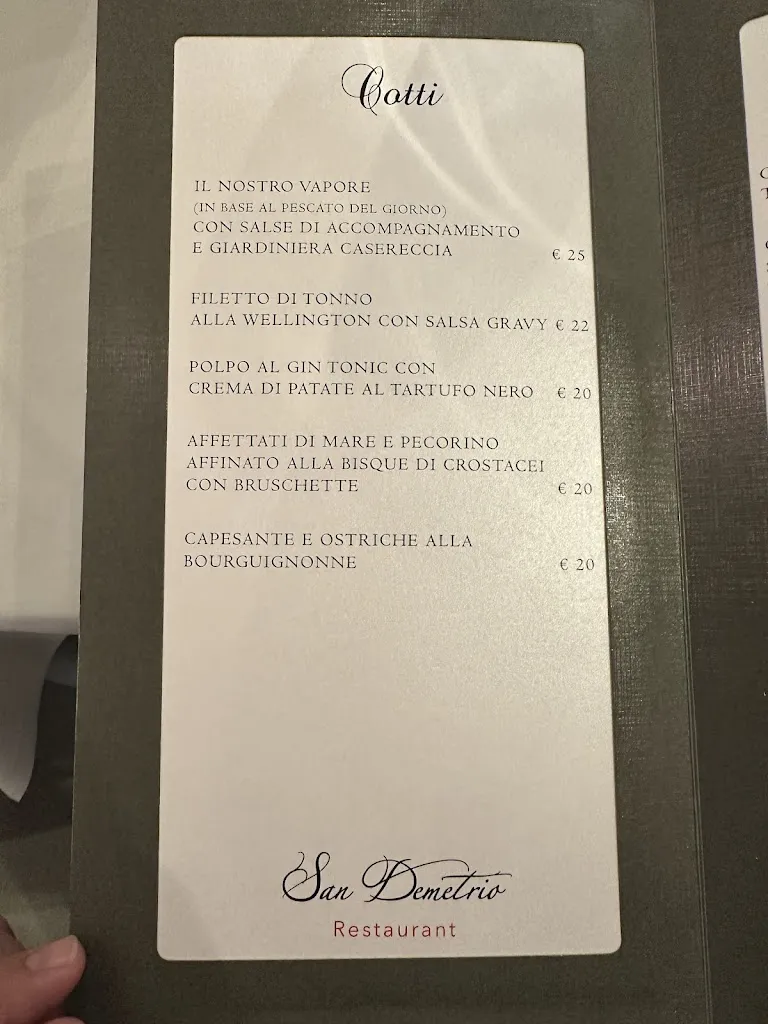 Cotti
IL NOSTRO VAPORE
(IN BASE AL PESCATO DEL GIORNO)
CON SALSE DI ACCOMPAGNAMENTO
E GIARDINIERA CASERECCIA € 25
FILETTO DI TONNO
ALLA WELLINGTON CON SALSA GRAVY € 22
POLPO AL GIN TONIC CON
CREMA DI PATATE AL TARTUFO NERO € 20
AFFETTATI DI MARE E PECORINO
AFFINATO ALLA BISQUE DI CROSTACEI
CON BRUSCHETTE € 20
CAPESANTE E OSTRICHE ALLA
BOURGUIGNONNE € 20
San Demetrio
Restaurant